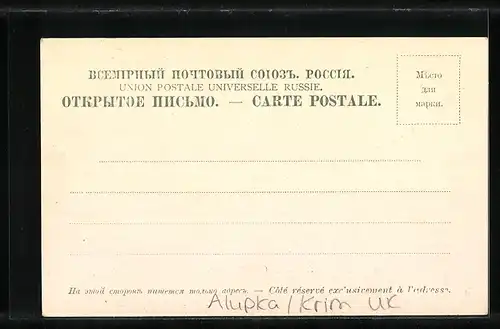 ВСЕМІРНЫЙ ПОЧТОВЫЙ СОЮЗЪ. РОССІЯ.
UNION POSTALE UNIVERSELLE RUSSIE.
ОТКРЫТОЕ ПИСЬМО. — CARTE POSTALE.
Мѣсто
для
марки.
На этой сторонѣ пишется только адресъ. — Côté réservé exclusivement à l'adresse.
Alupka/Krim UK